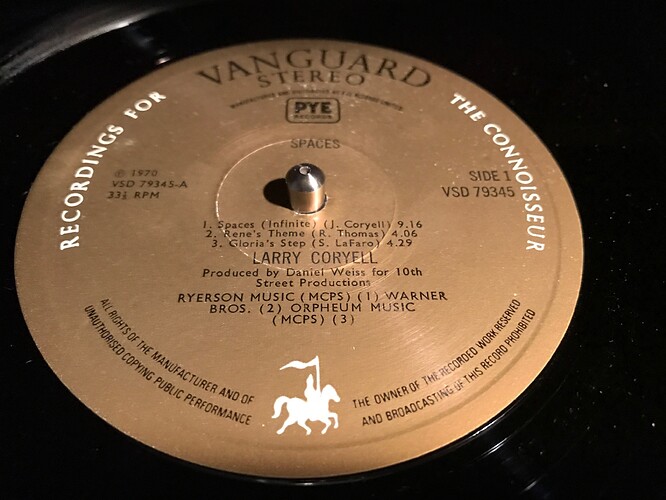 VANGUARD
STEREO
MANUFACTURED AND DISTRIBUTED BY
PYE
RECORDS
RECORDINGS FOR
THE CONNOISSEUR
SPACES
℗ 1970
VSD 79345-A
33⅓ RPM
SIDE 1
VSD 79345
1. Spaces (Infinite) (J. Coryell) 9.16
2. Rene's Theme (R. Thomas) 4.06
3. Gloria's Step (S. LaFaro) 4.29
LARRY CORYELL
Produced by Daniel Weiss for 10th
Street Productions
RYERSON MUSIC (MCPS) (1) WARNER
BROS. (2) ORPHEUM MUSIC
(MCPS) (3)
ALL RIGHTS OF THE MANUFACTURER AND OF
THE OWNER OF THE RECORDED WORK RESERVED
UNAUTHORISED COPYING PUBLIC PERFORMANCE
AND BROADCASTING OF THIS RECORD PROHIBITED